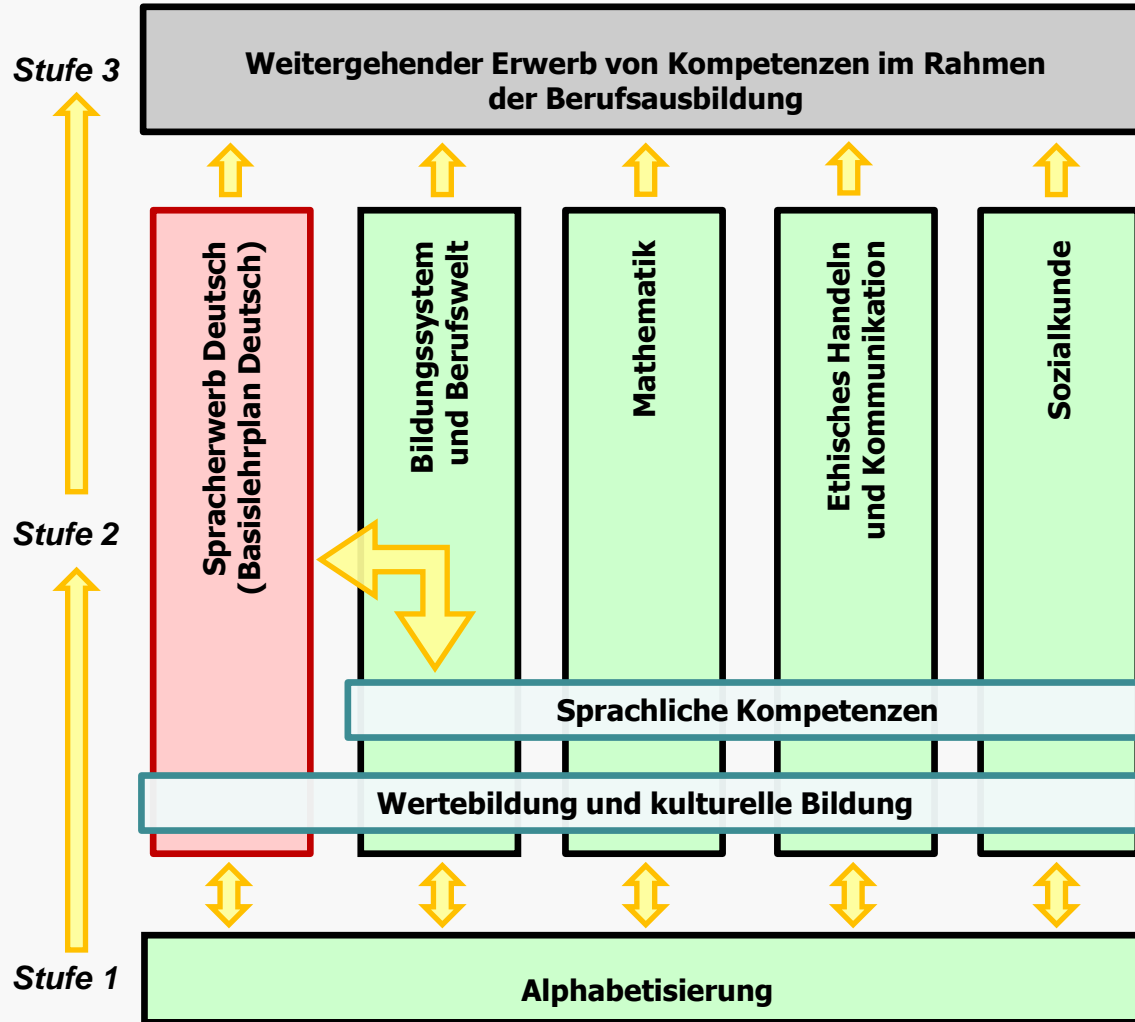 Stufe 3
Weitergehender Erwerb von Kompetenzen im Rahmen
der Berufsausbildung
Spracherwerb Deutsch
(Basislehrplan Deutsch)
Bildungssystem
und Berufswelt
Mathematik
Ethisches Handeln
und Kommunikation
Sozialkunde
Stufe 2
Sprachliche Kompetenzen
Wertebildung und kulturelle Bildung
Stufe 1
Alphabetisierung